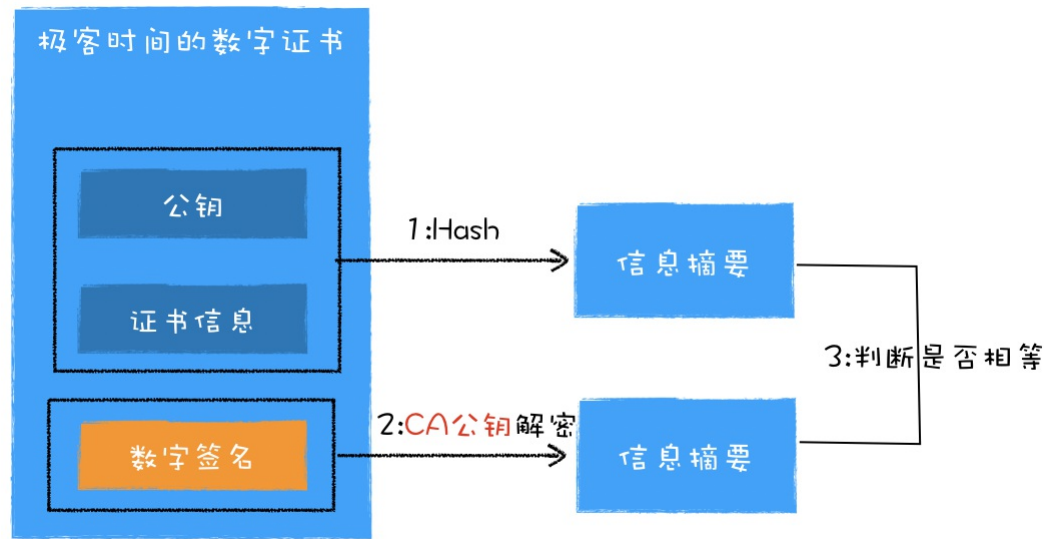 极客时间的数字证书
公钥
证书信息
数字签名
1:Hash
信息摘要
2:CA公钥解密
信息摘要
3:判断是否相等